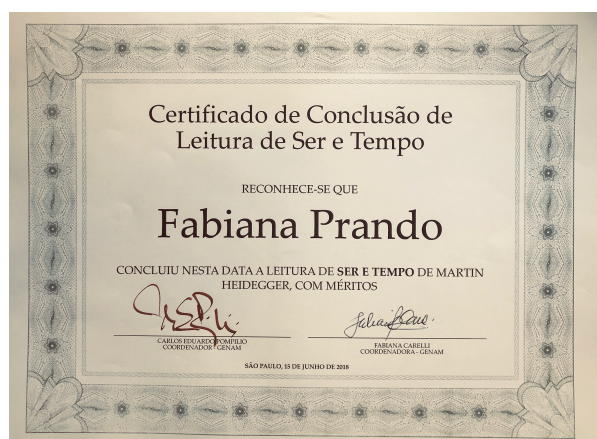 Certificado de Conclusão de
Leitura de Ser e Tempo
RECONHECE-SE QUE
Fabiana Prando
CONCLUIU NESTA DATA A LEITURA DE SER E TEMPO DE MARTIN
HEIDEGGER, COM MÉRITOS
CARLOS EDUARDO POMPILIO
COORDENADOR - GENAM
FABIANA CARELLI
COORDENADORA - GENAM
SÃO PAULO, 15 DE JUNHO DE 2018